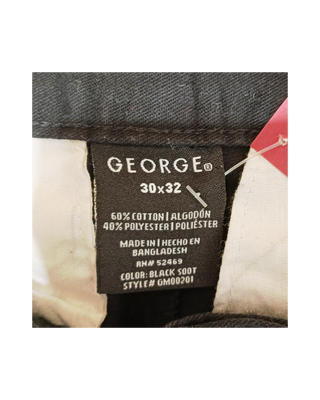 GEORGE®
30x32
60% COTTON | ALGODÓN
40% POLYESTER | POLIÉSTER
MADE IN | HECHO EN
BANGLADESH
RN# 52469
COLOR: BLACK SOOT
STYLE# GM00201